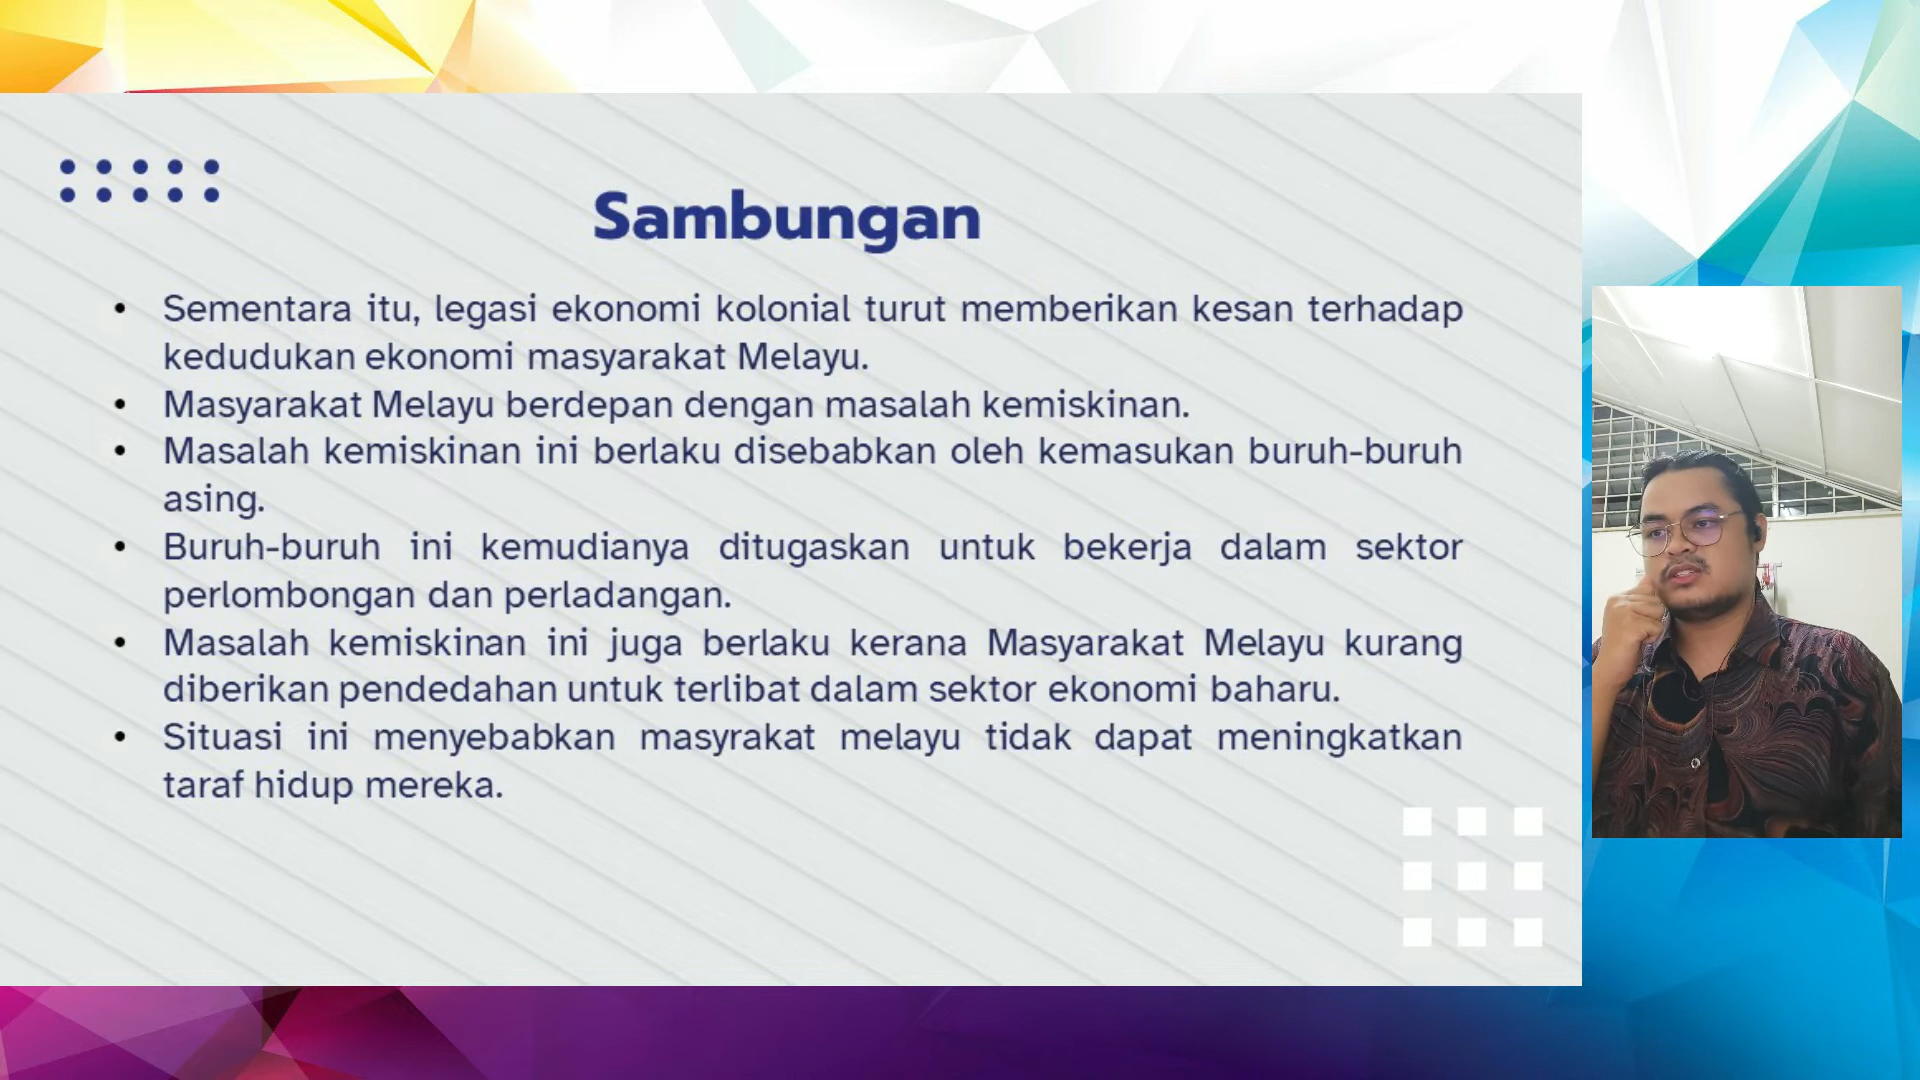 Sambungan
• Sementara itu, legasi ekonomi kolonial turut memberikan kesan terhadap
kedudukan ekonomi masyarakat Melayu.
• Masyarakat Melayu berdepan dengan masalah kemiskinan.
• Masalah kemiskinan ini berlaku disebabkan oleh kemasukan buruh-buruh
asing.
• Buruh-buruh ini kemudianya ditugaskan untuk bekerja dalam sektor
perlombongan dan perladangan.
• Masalah kemiskinan ini juga berlaku kerana Masyarakat Melayu kurang
diberikan pendedahan untuk terlibat dalam sektor ekonomi baharu.
• Situasi ini menyebabkan masyrakat melayu tidak dapat meningkatkan
taraf hidup mereka.